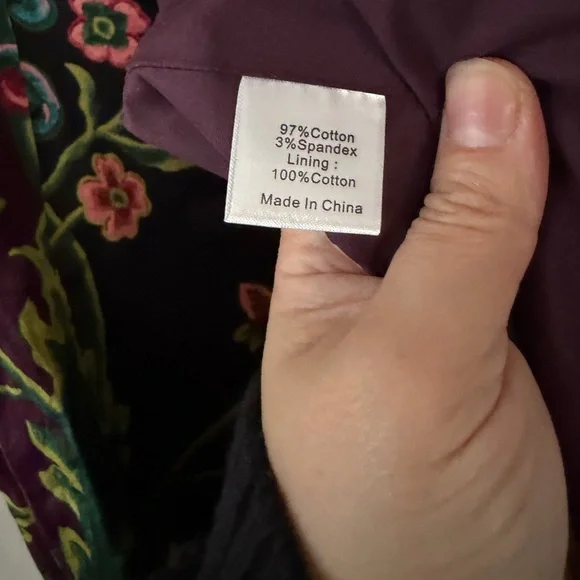 97%Cotton
3%Spandex
Lining :
100%Cotton
Made In China